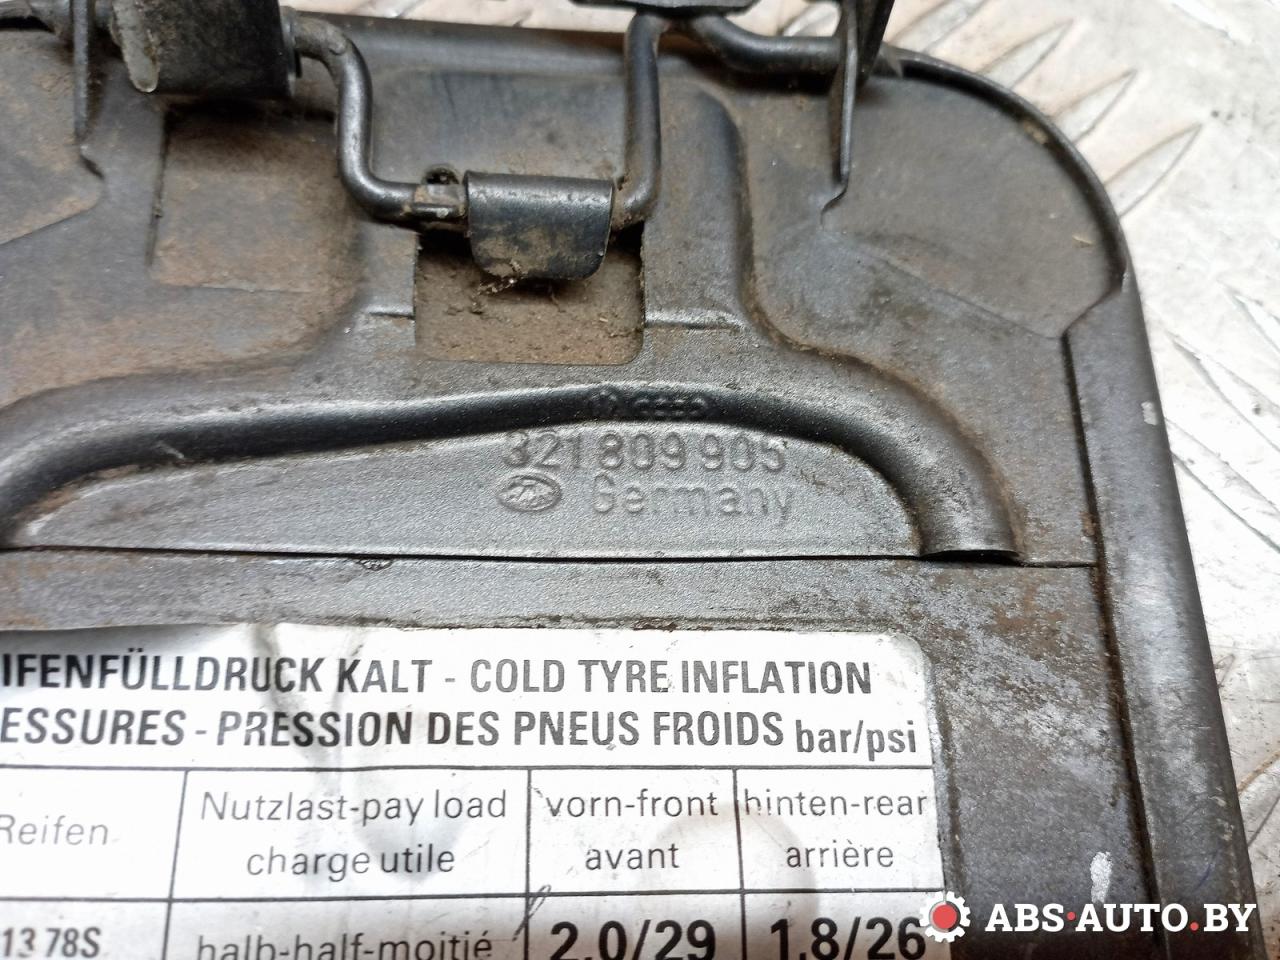 321 809 905
Germany
IFENFÜLLDRUCK KALT - COLD TYRE INFLATION
ESSURES - PRESSION DES PNEUS FROIDS bar/psi
Reifen
Nutzlast-pay load
charge utile
vorn-front
avant
hinten-rear
arrière
13 78S
halb-half-moitié
2.0/29
1.8/26
ABS-AUTO.BY